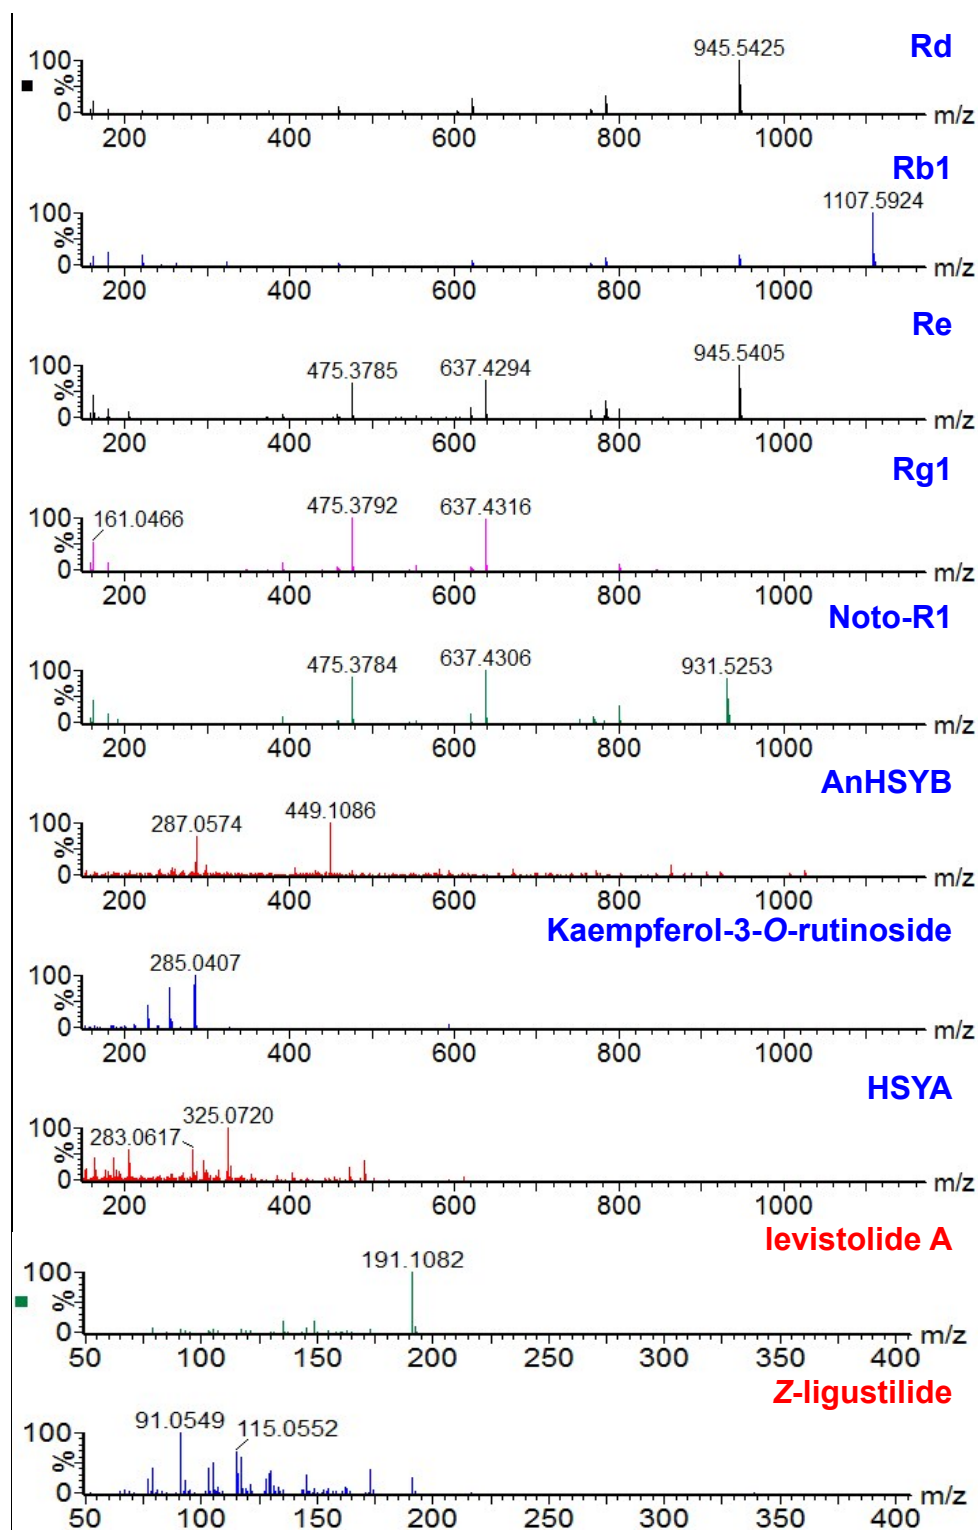 Rd
945.5425
100
%
0
200 400 600 800 1000 m/z
Rb1
1107.5924
100
%
0
200 400 600 800 1000 m/z
Re
475.3785 637.4294 945.5405
100
%
0
200 400 600 800 1000 m/z
Rg1
161.0466 475.3792 637.4316
100
%
0
200 400 600 800 1000 m/z
Noto-R1
475.3784 637.4306 931.5253
100
%
0
200 400 600 800 1000 m/z
AnHSYB
287.0574 449.1086
100
%
0
200 400 600 800 1000 m/z
Kaempferol-3-O-rutinoside
285.0407
100
%
0
200 400 600 800 1000 m/z
HSYA
283.0617 325.0720
100
%
0
200 400 600 800 1000 m/z
levistolide A
191.1082
100
%
0
50 100 150 200 250 300 350 400 m/z
Z-ligustilide
91.0549 115.0552
100
%
0
50 100 150 200 250 300 350 400 m/z